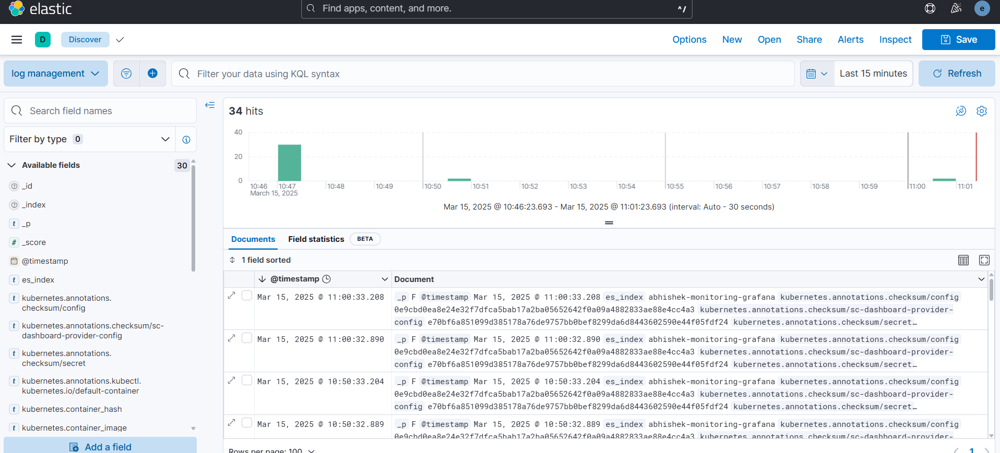 elastic
Find apps, content, and more.
^/
e
D
Discover
Options
New
Open
Share
Alerts
Inspect
Save
log management
Filter your data using KQL syntax
Last 15 minutes
Refresh
Search field names
Filter by type 0
Available fields
30
_id
_index
t _p
# _score
@timestamp
t es_index
t kubernetes.annotations.
checksum/config
t kubernetes.annotations.checksum/sc-
dashboard-provider-config
t kubernetes.annotations.
checksum/secret
t kubernetes.annotations.kubectl.
kubernetes.io/default-container
t kubernetes.container_hash
t kubernetes.container_image
Add a field
34 hits
40
20
0
10:46 10:47 10:48 10:49 10:50 10:51 10:52 10:53 10:54 10:55 10:56 10:57 10:58 10:59 11:00 11:01
March 15, 2025
Mar 15, 2025 @ 10:46:23.693 - Mar 15, 2025 @ 11:01:23.693 (interval: Auto - 30 seconds)
Documents
Field statistics
BETA
1 field sorted
@timestamp
Document
Mar 15, 2025 @ 11:00:33.208
_p F @timestamp Mar 15, 2025 @ 11:00:33.208 es_index abhishek-monitoring-grafana kubernetes.annotations.checksum/config
0e9cbd0ea8e24e32f7dfca5bab17a2ba05652642f0a09a4882833ae88e4cc4a3 kubernetes.annotations.checksum/sc-dashboard-provider-
config e70bf6a851099d385178a76de9757bb0bef8299da6d8443602590e44f05fdf24 kubernetes.annotations.checksum/secret…
Mar 15, 2025 @ 11:00:32.890
_p F @timestamp Mar 15, 2025 @ 11:00:32.890 es_index abhishek-monitoring-grafana kubernetes.annotations.checksum/config
0e9cbd0ea8e24e32f7dfca5bab17a2ba05652642f0a09a4882833ae88e4cc4a3 kubernetes.annotations.checksum/sc-dashboard-provider-
config e70bf6a851099d385178a76de9757bb0bef8299da6d8443602590e44f05fdf24 kubernetes.annotations.checksum/secret…
Mar 15, 2025 @ 10:50:33.204
_p F @timestamp Mar 15, 2025 @ 10:50:33.204 es_index abhishek-monitoring-grafana kubernetes.annotations.checksum/config
0e9cbd0ea8e24e32f7dfca5bab17a2ba05652642f0a09a4882833ae88e4cc4a3 kubernetes.annotations.checksum/sc-dashboard-provider-
config e70bf6a851099d385178a76de9757bb0bef8299da6d8443602590e44f05fdf24 kubernetes.annotations.checksum/secret…
Mar 15, 2025 @ 10:50:32.889
_p F @timestamp Mar 15, 2025 @ 10:50:32.889 es_index abhishek-monitoring-grafana kubernetes.annotations.checksum/config
0e9cbd0ea8e24e32f7dfca5bab17a2ba05652642f0a09a4882833ae88e4cc4a3 kubernetes.annotations.checksum/sc-dashboard-provider-
Rows per page: 100
1